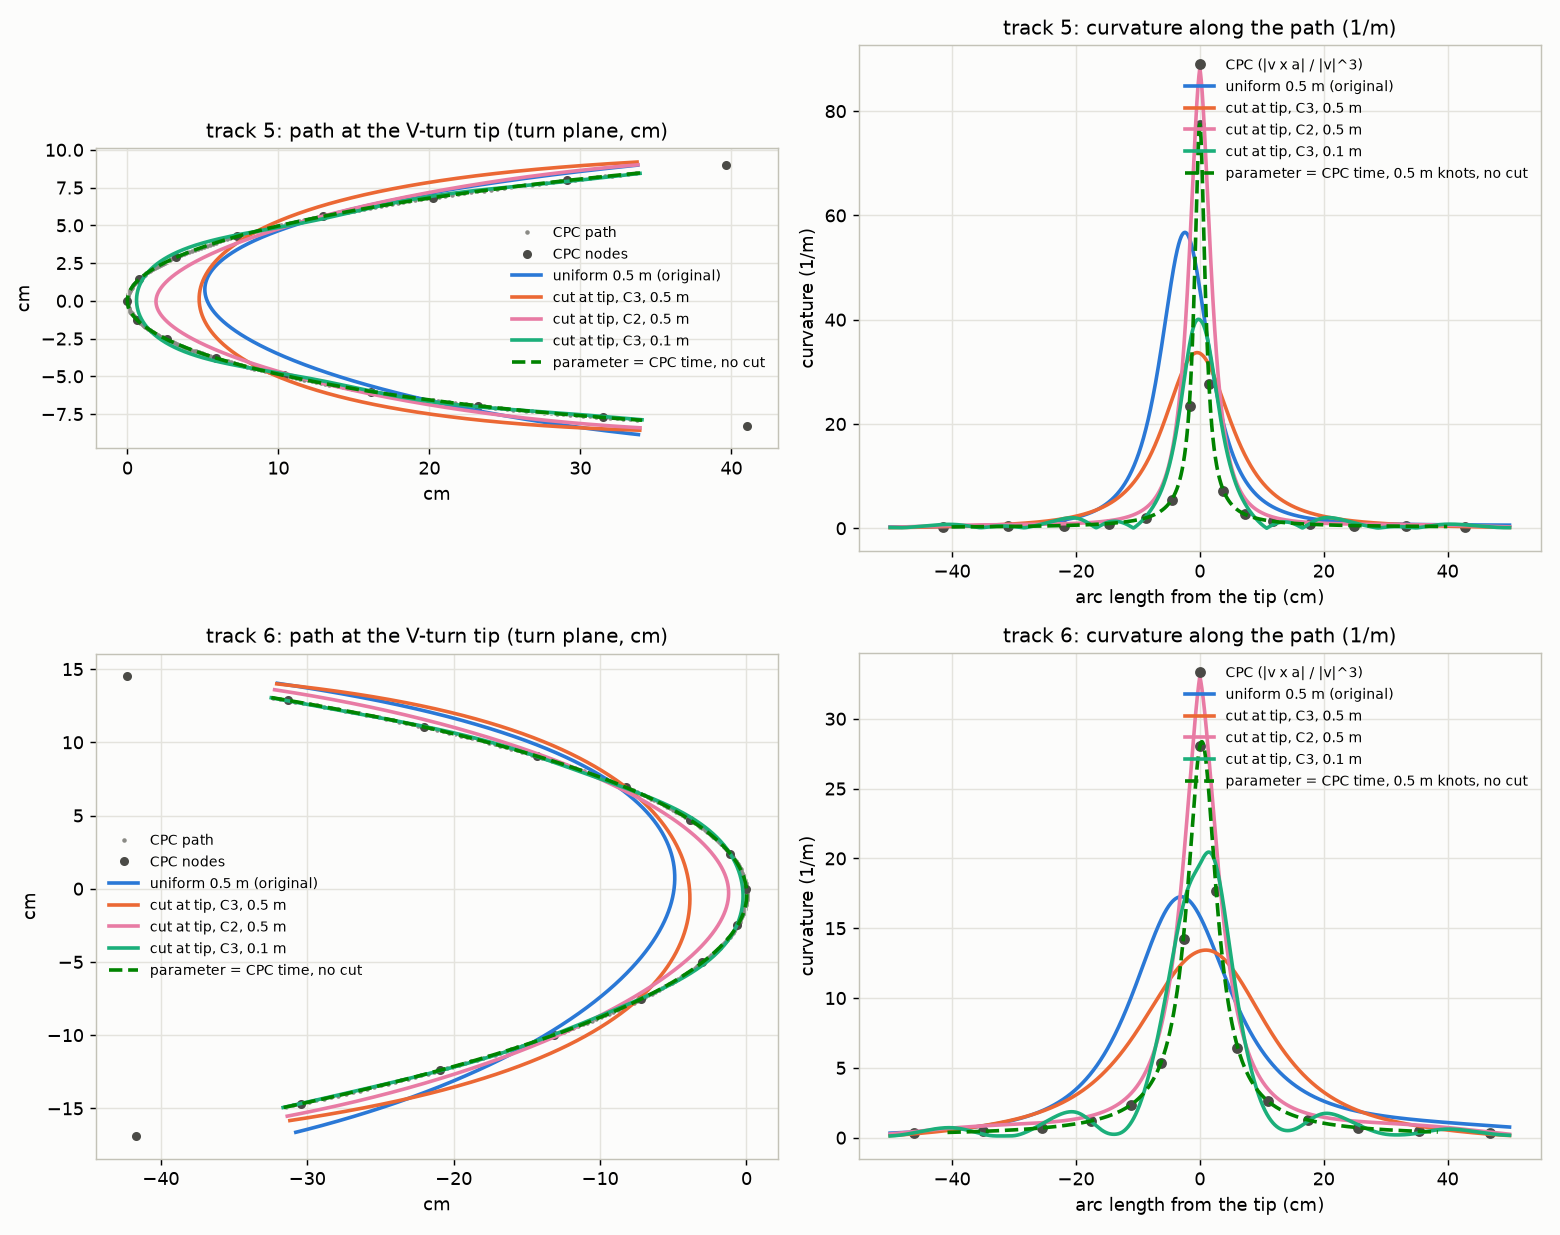 track 5: path at the V-turn tip (turn plane, cm)
10.0
7.5
5.0
2.5
0.0
−2.5
−5.0
−7.5
cm
CPC path
CPC nodes
uniform 0.5 m (original)
cut at tip, C3, 0.5 m
cut at tip, C2, 0.5 m
cut at tip, C3, 0.1 m
parameter = CPC time, no cut
0
10
20
30
40
cm
track 5: curvature along the path (1/m)
80
60
40
20
0
curvature (1/m)
CPC (|v x a| / |v|^3)
uniform 0.5 m (original)
cut at tip, C3, 0.5 m
cut at tip, C2, 0.5 m
cut at tip, C3, 0.1 m
parameter = CPC time, 0.5 m knots, no cut
−40
−20
0
20
40
arc length from the tip (cm)
track 6: path at the V-turn tip (turn plane, cm)
15
10
5
0
−5
−10
−15
cm
CPC path
CPC nodes
uniform 0.5 m (original)
cut at tip, C3, 0.5 m
cut at tip, C2, 0.5 m
cut at tip, C3, 0.1 m
parameter = CPC time, no cut
−40
−30
−20
−10
0
cm
track 6: curvature along the path (1/m)
30
25
20
15
10
5
0
curvature (1/m)
CPC (|v x a| / |v|^3)
uniform 0.5 m (original)
cut at tip, C3, 0.5 m
cut at tip, C2, 0.5 m
cut at tip, C3, 0.1 m
parameter = CPC time, 0.5 m knots, no cut
−40
−20
0
20
40
arc length from the tip (cm)